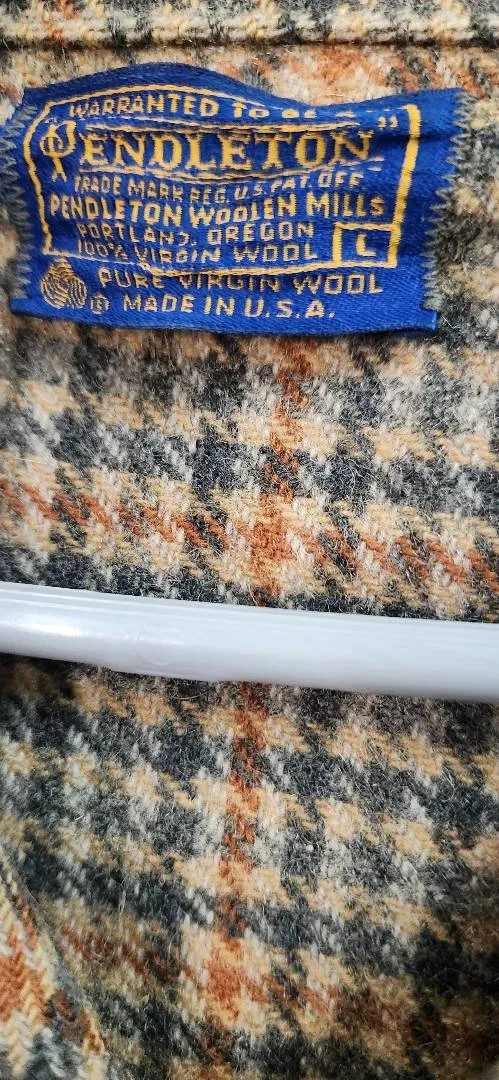 "WARRANTED TO BE A"
PENDLETON
TRADE MARK REG. U.S. PAT. OFF.
PENDLETON WOOLEN MILLS
PORTLAND, OREGON
100% VIRGIN WOOL L
PURE VIRGIN WOOL
MADE IN U.S.A.